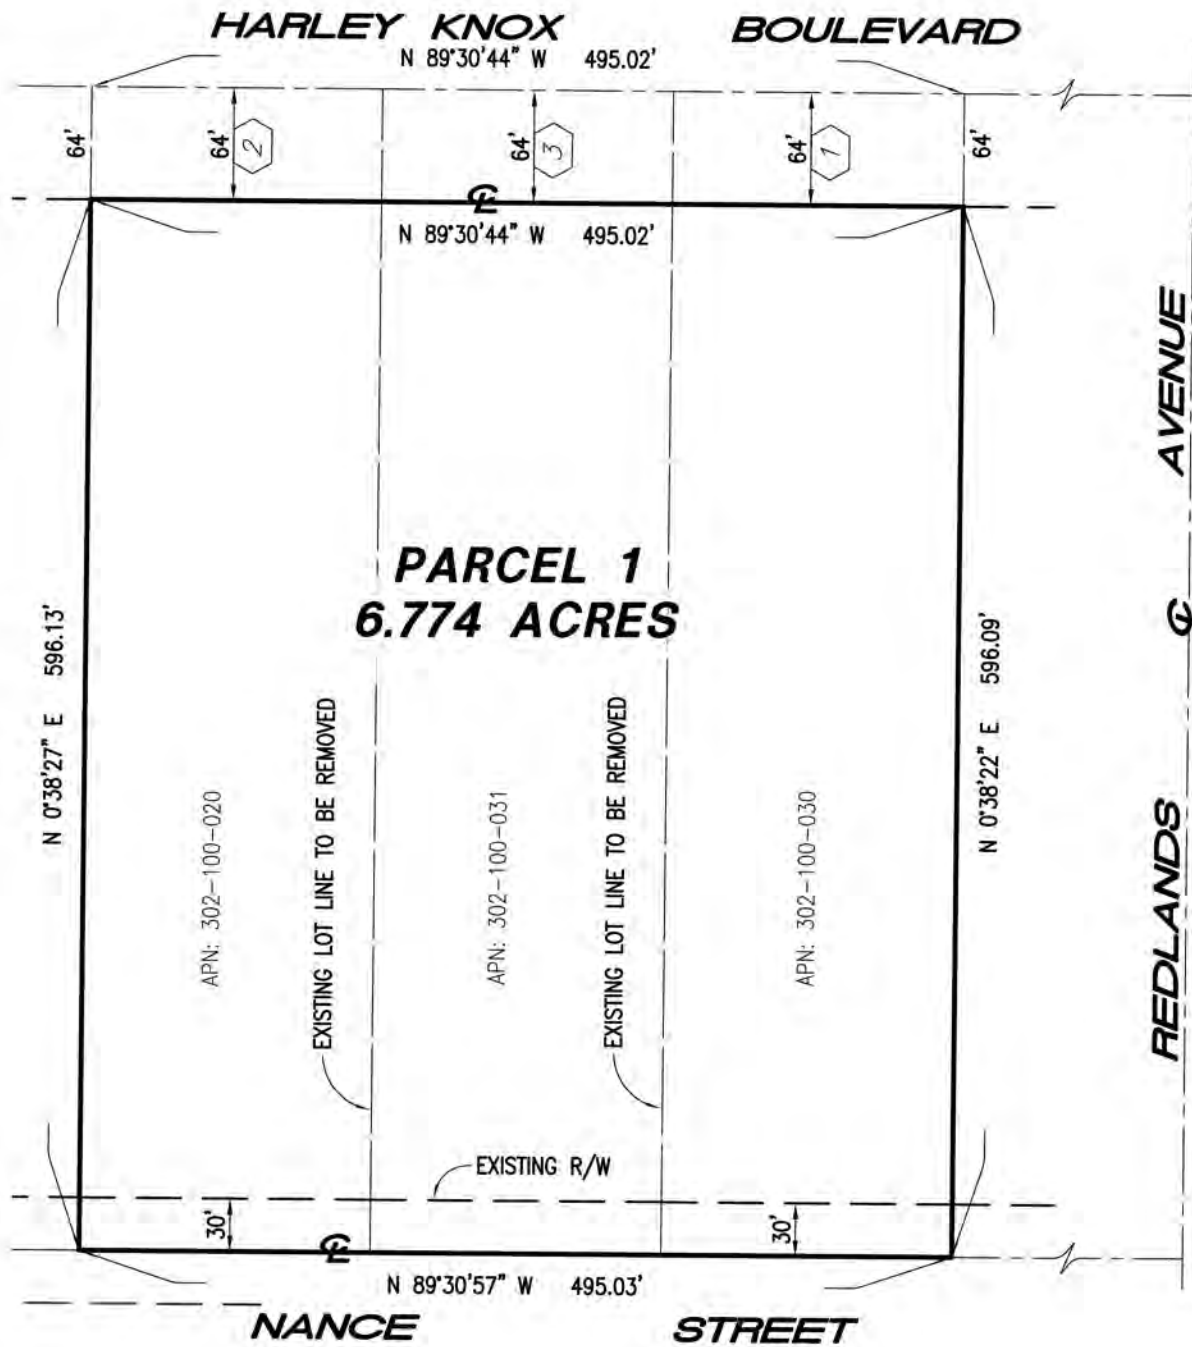 HARLEY KNOX BOULEVARD
N 89°30'44" W 495.02'
64'
64'
2
64'
3
64'
1
64'
℄
N 89°30'44" W 495.02'
PARCEL 1
6.774 ACRES
N 0°38'27" E 596.13'
N 0°38'22" E 596.09'
APN: 302-100-020
EXISTING LOT LINE TO BE REMOVED
APN: 302-100-031
EXISTING LOT LINE TO BE REMOVED
APN: 302-100-030
REDLANDS ℄ AVENUE
EXISTING R/W
30'
30'
℄
N 89°30'57" W 495.03'
NANCE STREET